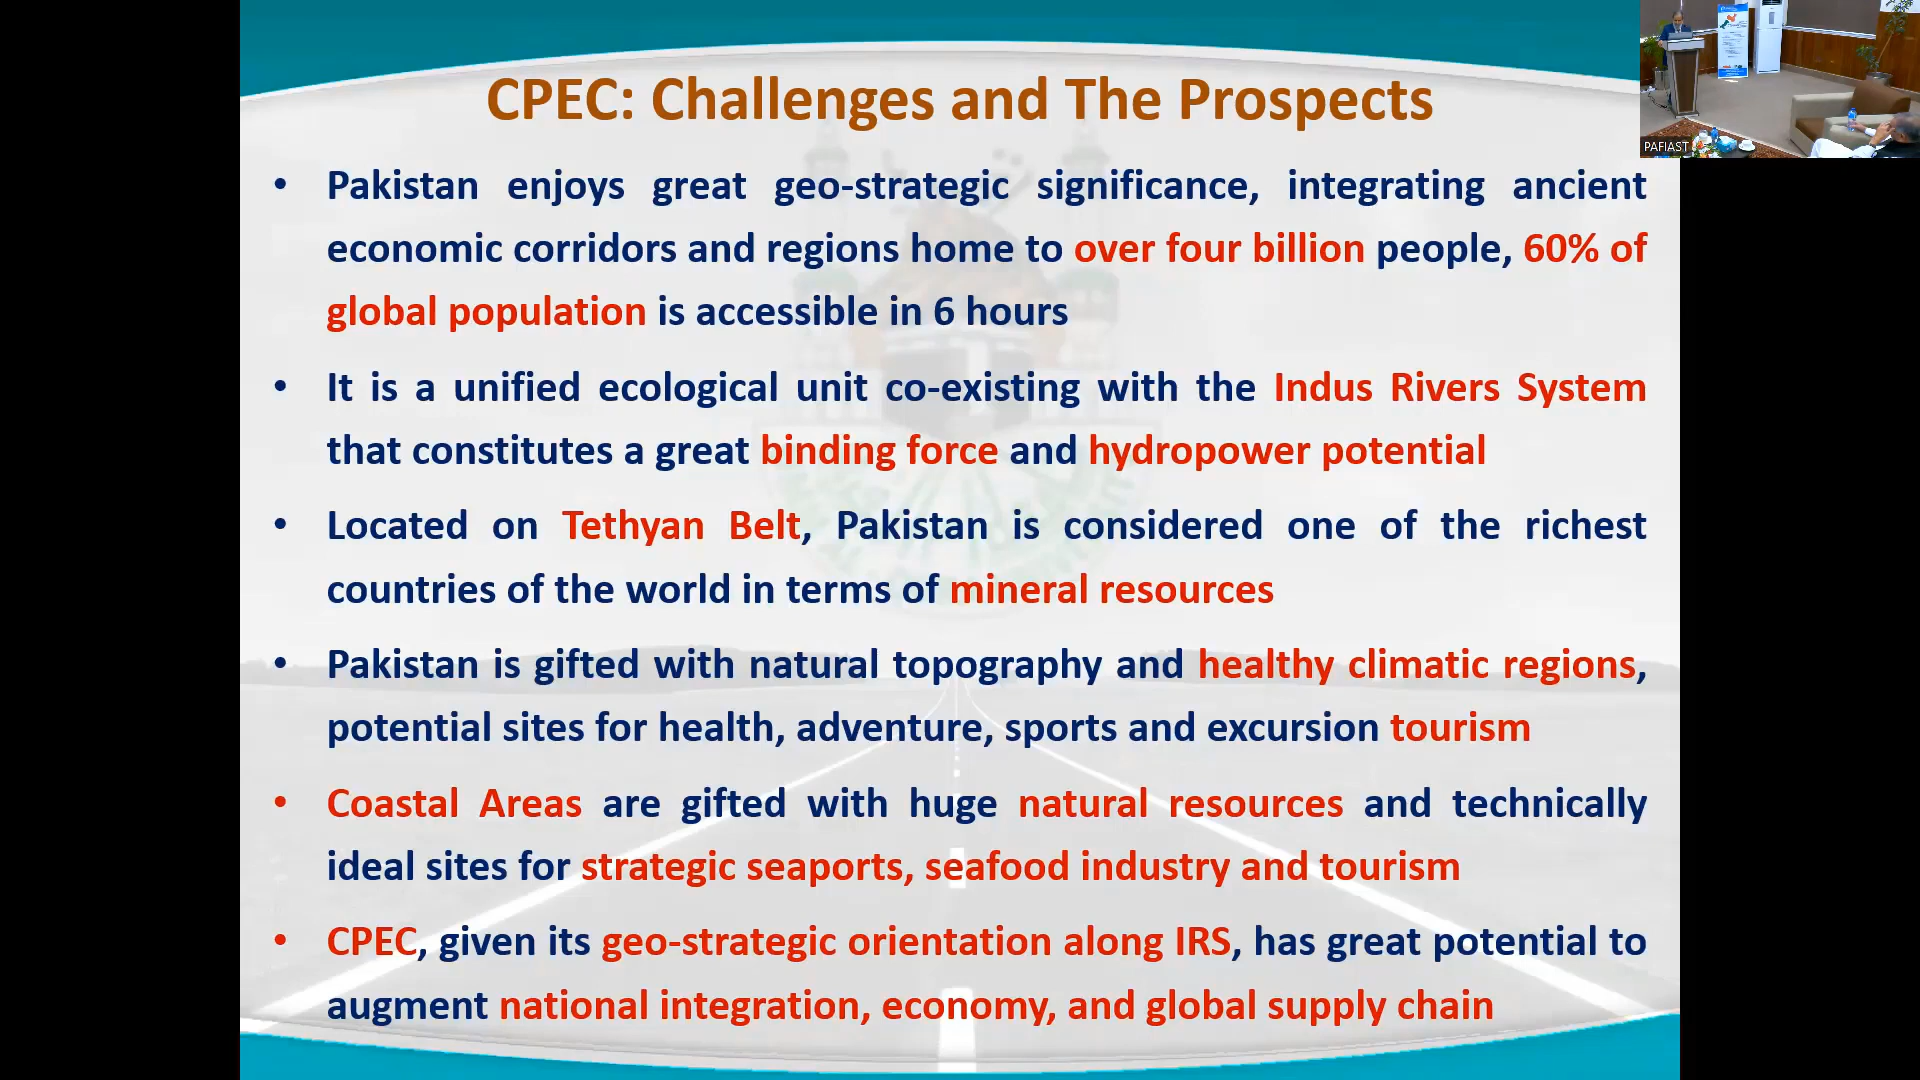 CPEC: Challenges and The Prospects
• Pakistan enjoys great geo-strategic significance, integrating ancient
economic corridors and regions home to over four billion people, 60% of
global population is accessible in 6 hours
• It is a unified ecological unit co-existing with the Indus Rivers System
that constitutes a great binding force and hydropower potential
• Located on Tethyan Belt, Pakistan is considered one of the richest
countries of the world in terms of mineral resources
• Pakistan is gifted with natural topography and healthy climatic regions,
potential sites for health, adventure, sports and excursion tourism
• Coastal Areas are gifted with huge natural resources and technically
ideal sites for strategic seaports, seafood industry and tourism
• CPEC, given its geo-strategic orientation along IRS, has great potential to
augment national integration, economy, and global supply chain
PAFIAST